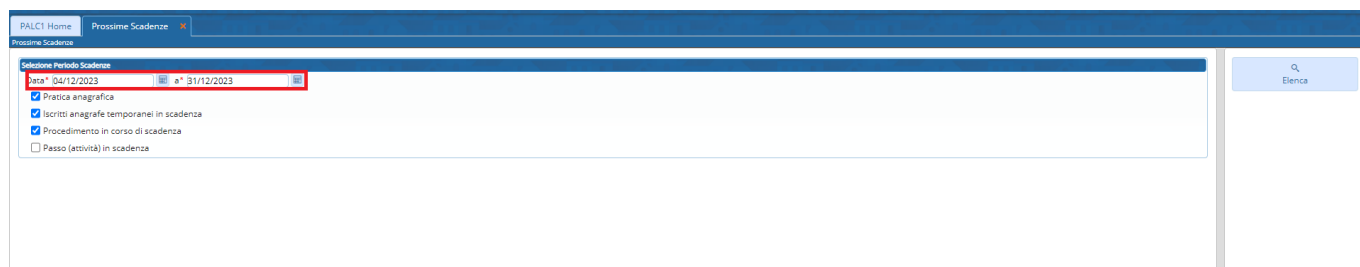 PALC1 Home Prossime Scadenze
Prossime Scadenze
Selezione Periodo Scadenze
Data* 04/12/2023 a* 31/12/2023
Elenca
Pratica anagrafica
Iscritti anagrafe temporanei in scadenza
Procedimento in corso di scadenza
Passo (attività) in scadenza